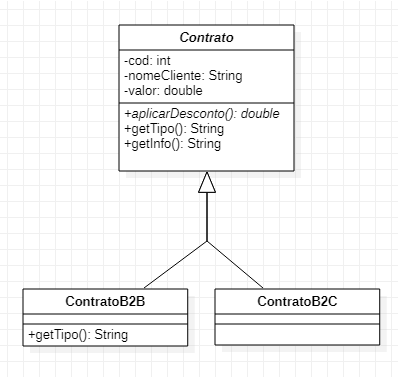 Contrato
-cod: int
-nomeCliente: String
-valor: double
+aplicarDesconto(): double
+getTipo(): String
+getInfo(): String
ContratoB2B
+getTipo(): String
ContratoB2C